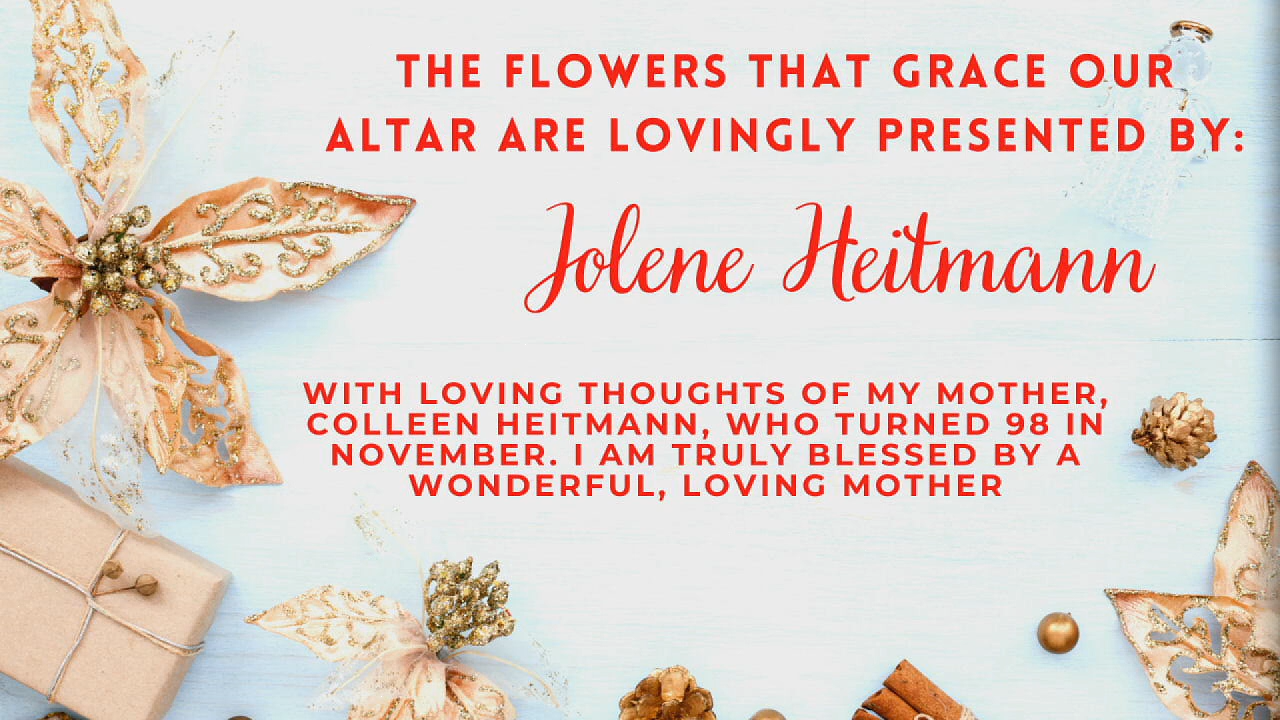 THE FLOWERS THAT GRACE OUR
ALTAR ARE LOVINGLY PRESENTED BY:
Jolene Heitmann
WITH LOVING THOUGHTS OF MY MOTHER,
COLLEEN HEITMANN, WHO TURNED 98 IN
NOVEMBER. I AM TRULY BLESSED BY A
WONDERFUL, LOVING MOTHER